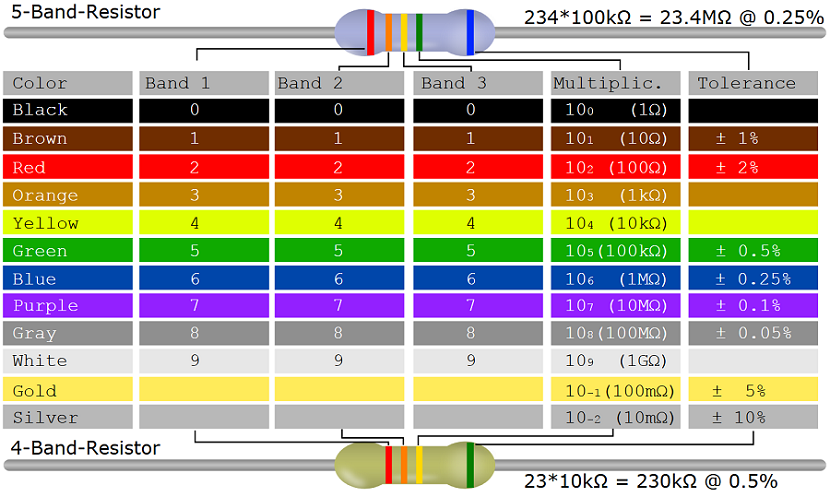 5-Band-Resistor
234*100kΩ = 23.4MΩ @ 0.25%
Color Band 1 Band 2 Band 3 Multiplic. Tolerance
Black 0 0 0 10₀ (1Ω)
Brown 1 1 1 10₁ (10Ω) ± 1%
Red 2 2 2 10₂ (100Ω) ± 2%
Orange 3 3 3 10₃ (1kΩ)
Yellow 4 4 4 10₄ (10kΩ)
Green 5 5 5 10₅(100kΩ) ± 0.5%
Blue 6 6 6 10₆ (1MΩ) ± 0.25%
Purple 7 7 7 10₇ (10MΩ) ± 0.1%
Gray 8 8 8 10₈(100MΩ) ± 0.05%
White 9 9 9 10₉ (1GΩ)
Gold 10₋₁(100mΩ) ± 5%
Silver 10₋₂ (10mΩ) ± 10%
4-Band-Resistor
23*10kΩ = 230kΩ @ 0.5%